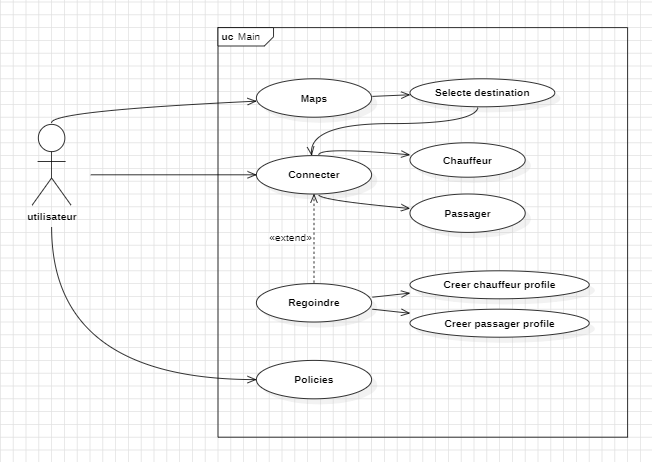 uc Main
Maps
Selecte destination
Connecter
Chauffeur
utilisateur
Passager
«extend»
Regoindre
Creer chauffeur profile
Creer passager profile
Policies